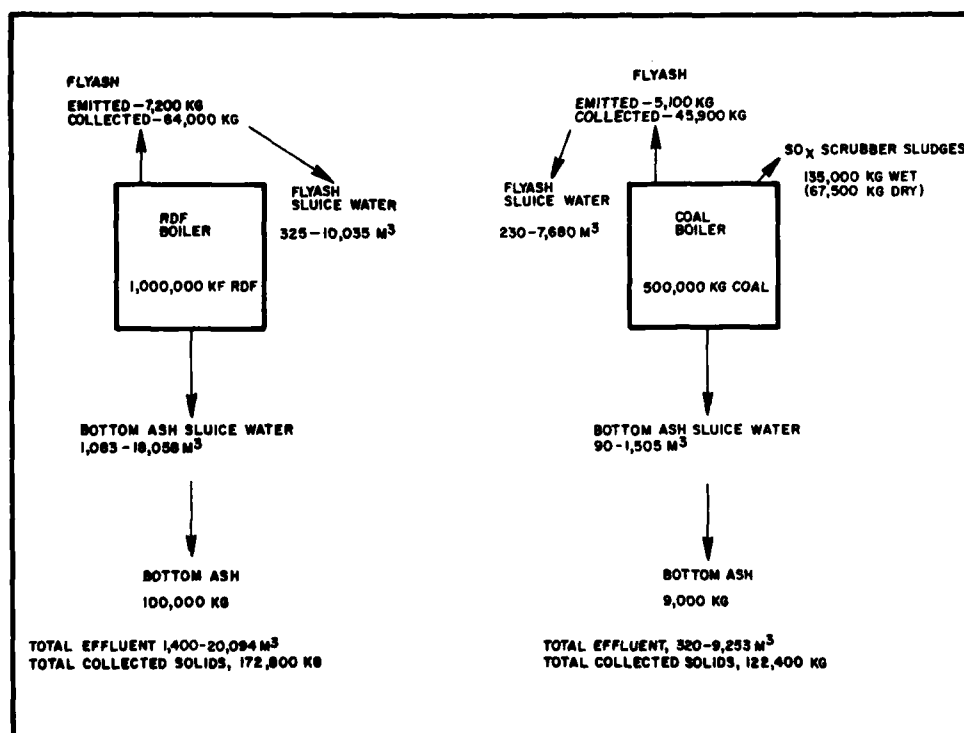 FLYASH
EMITTED-7,200 KG
COLLECTED-64,000 KG
FLYASH
SLUICE WATER
325-10,035 M³
RDF
BOILER
1,000,000 KF RDF
BOTTOM ASH SLUICE WATER
1,083-18,058 M³
BOTTOM ASH
100,000 KG
TOTAL EFFLUENT 1,400-20,094 M³
TOTAL COLLECTED SOLIDS, 172,800 KG
FLYASH
EMITTED-5,100 KG
COLLECTED-45,900 KG
SOX SCRUBBER SLUDGES
135,000 KG WET
(67,500 KG DRY)
FLYASH
SLUICE WATER
230-7,680 M³
COAL
BOILER
500,000 KG COAL
BOTTOM ASH SLUICE WATER
90-1,505 M³
BOTTOM ASH
9,000 KG
TOTAL EFFLUENT, 320-9,253 M³
TOTAL COLLECTED SOLIDS, 122,400 KG